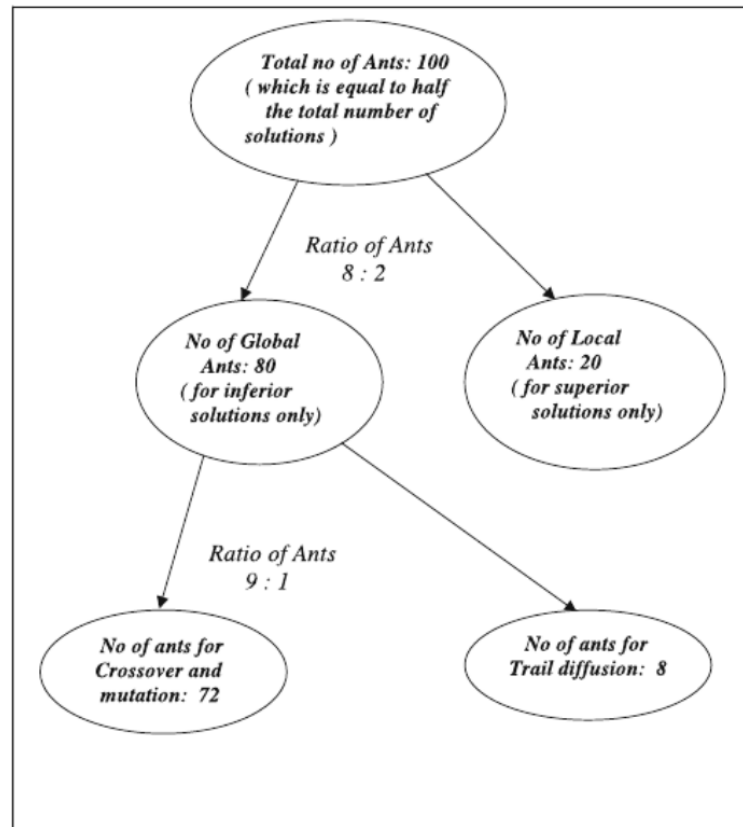 Total no of Ants: 100
( which is equal to half
the total number of
solutions )
Ratio of Ants
8 : 2
No of Global
Ants: 80
( for inferior
solutions only)
No of Local
Ants: 20
( for superior
solutions only)
Ratio of Ants
9 : 1
No of ants for
Crossover and
mutation: 72
No of ants for
Trail diffusion: 8